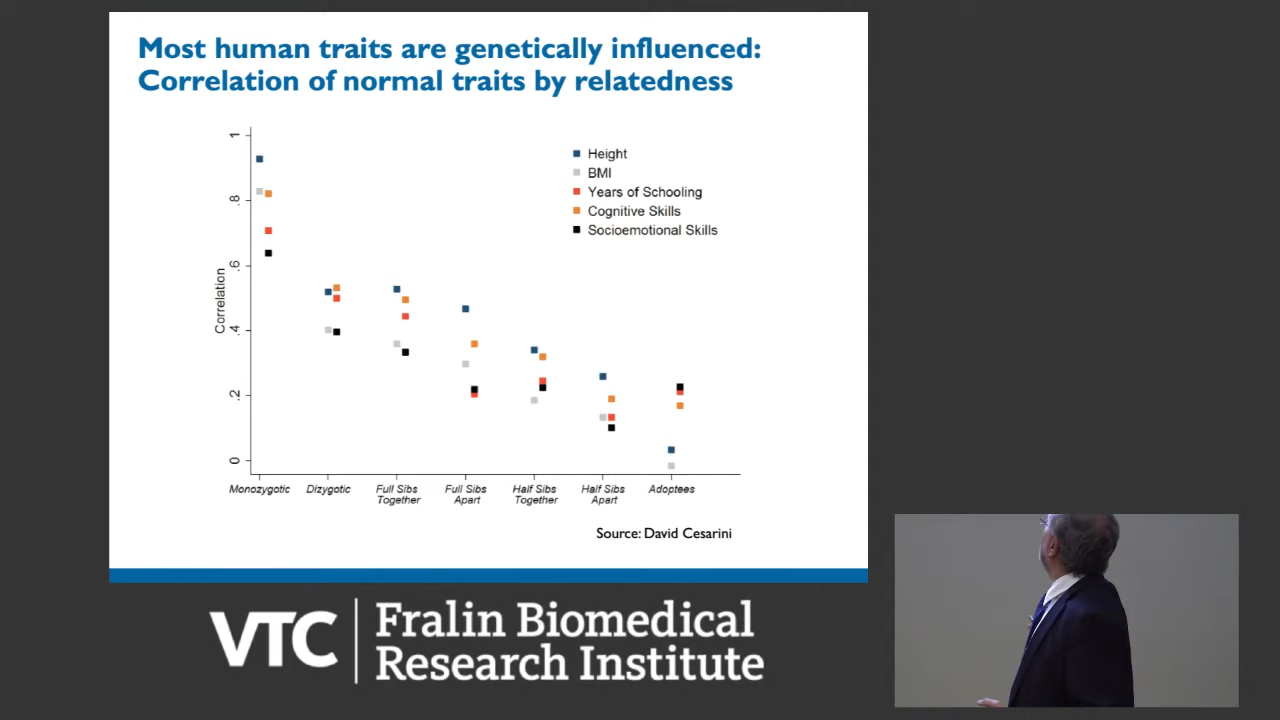 Most human traits are genetically influenced:
Correlation of normal traits by relatedness
Height
BMI
Years of Schooling
Cognitive Skills
Socioemotional Skills
Correlation
1
.8
.6
.4
.2
0
Monozygotic
Dizygotic
Full Sibs
Together
Full Sibs
Apart
Half Sibs
Together
Half Sibs
Apart
Adoptees
Source: David Cesarini
VTC
Fralin Biomedical
Research Institute